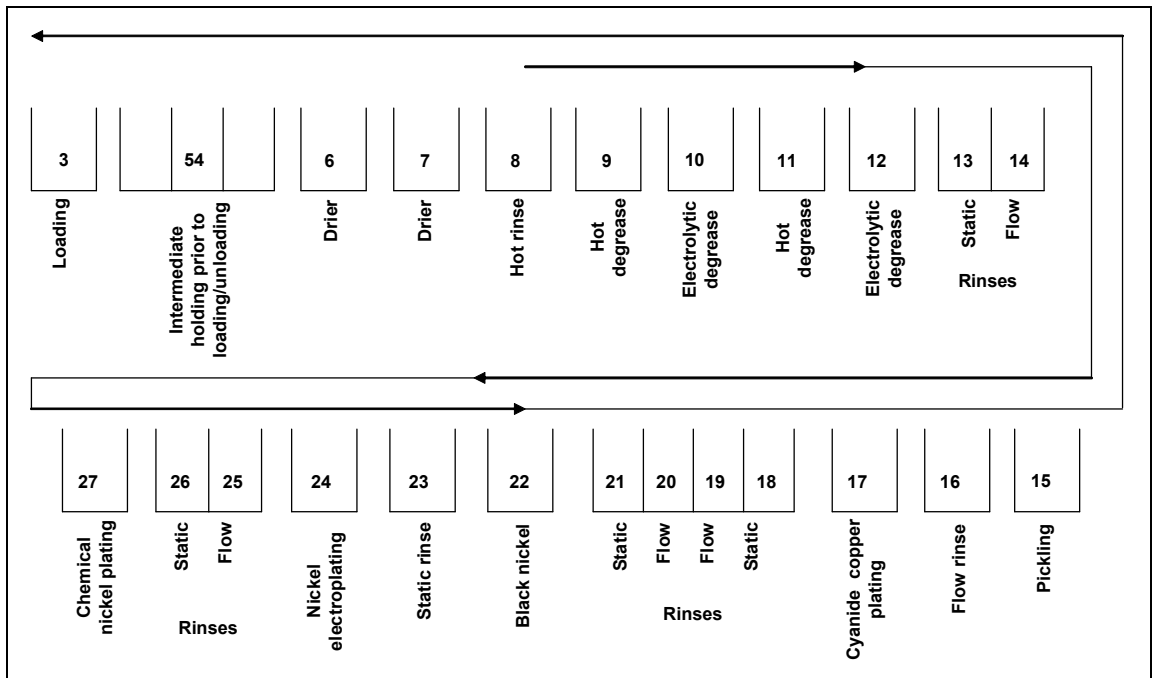 3
54
6
7
8
9
10
11
12
13
14
Loading
Intermediate
holding prior to
loading/unloading
Drier
Drier
Hot rinse
Hot
degrease
Electrolytic
degrease
Hot
degrease
Electrolytic
degrease
Static
Flow
Rinses
27
26
25
24
23
22
21
20
19
18
17
16
15
Chemical
nickel plating
Static
Flow
Rinses
Nickel
electroplating
Static rinse
Black nickel
Static
Flow
Flow
Static
Rinses
Cyanide copper
plating
Flow rinse
Pickling